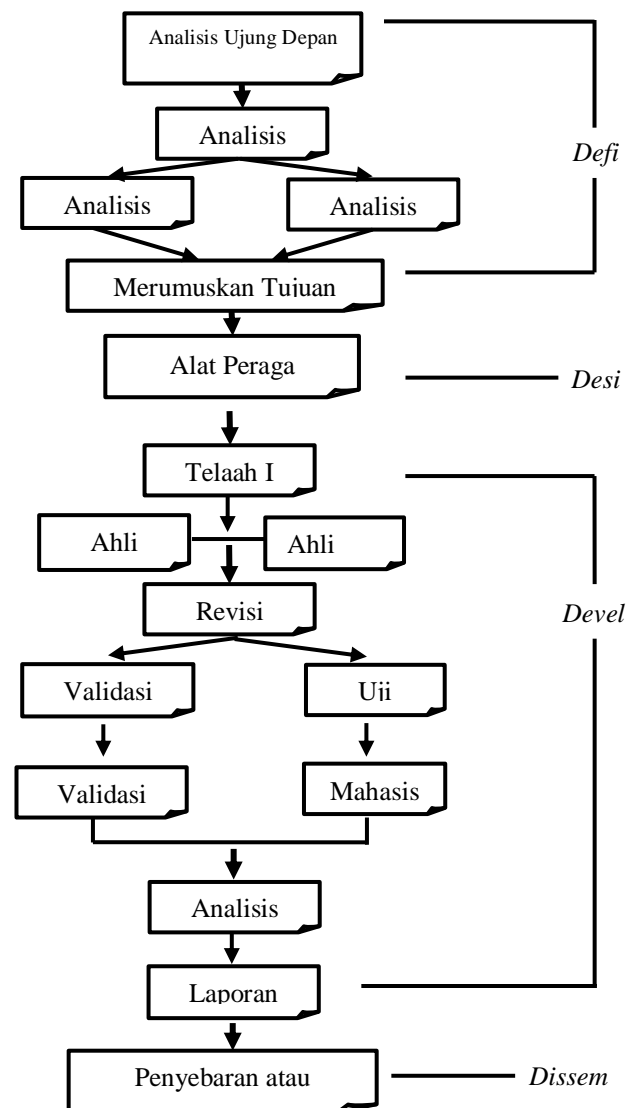 Analisis Ujung Depan
Analisis
Defi
Analisis
Analisis
Merumuskan Tujuan
Alat Peraga
Desi
Telaah I
Ahli
Ahli
Revisi
Devel
Validasi
Uji
Validasi
Mahasis
Analisis
Laporan
Penyebaran atau
Dissem